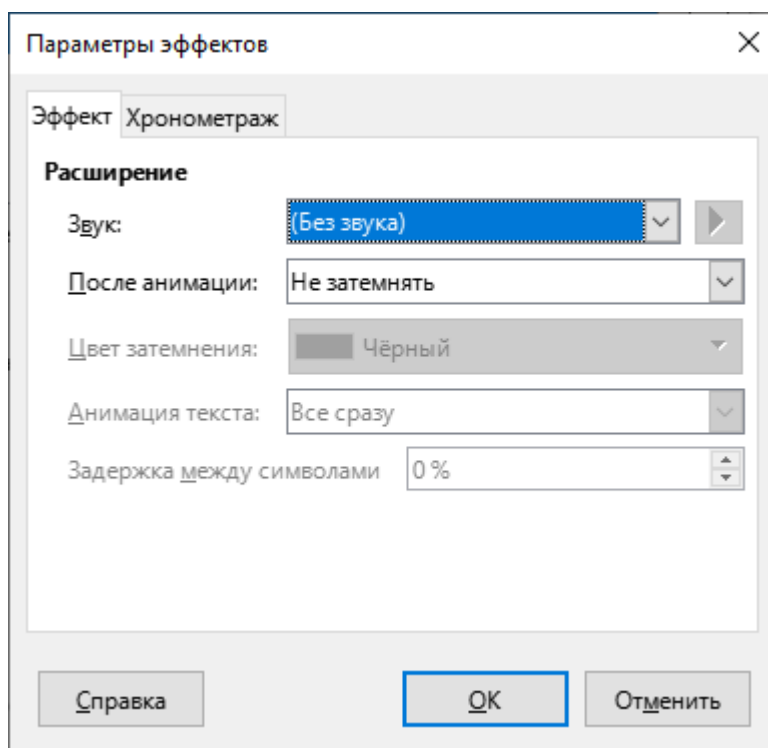 Параметры эффектов
Эффект Хронометраж
Расширение
Звук: (Без звука)
После анимации: Не затемнять
Цвет затемнения: Чёрный
Анимация текста: Все сразу
Задержка между символами 0 %
Справка OK Отменить